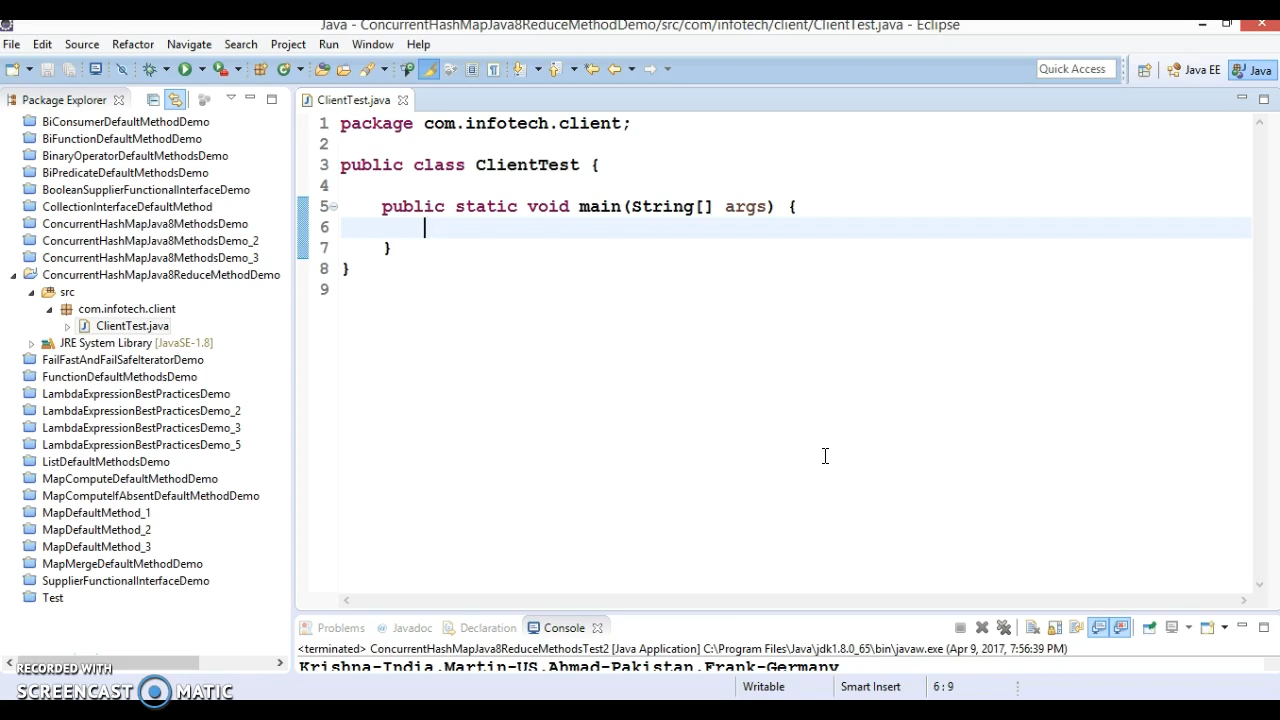 Java - ConcurrentHashMapJava8ReduceMethodDemo/src/com/infotech/client/ClientTest.java - Eclipse
File Edit Source Refactor Navigate Search Project Run Window Help
Quick Access
Java EE
Java
Package Explorer
BiConsumerDefaultMethodDemo
BiFunctionDefaultMethodDemo
BinaryOperatorDefaultMethodsDemo
BiPredicateDefaultMethodsDemo
BooleanSupplierFunctionalInterfaceDemo
CollectionInterfaceDefaultMethod
ConcurrentHashMapJava8MethodsDemo
ConcurrentHashMapJava8MethodsDemo_2
ConcurrentHashMapJava8MethodsDemo_3
ConcurrentHashMapJava8ReduceMethodDemo
src
com.infotech.client
ClientTest.java
JRE System Library [JavaSE-1.8]
FailFastAndFailSafeIteratorDemo
FunctionDefaultMethodsDemo
LambdaExpressionBestPracticesDemo
LambdaExpressionBestPracticesDemo_2
LambdaExpressionBestPracticesDemo_3
LambdaExpressionBestPracticesDemo_5
ListDefaultMethodsDemo
MapComputeDefaultMethodDemo
MapComputeIfAbsentDefaultMethodDemo
MapDefaultMethod_1
MapDefaultMethod_2
MapDefaultMethod_3
MapMergeDefaultMethodDemo
SupplierFunctionalInterfaceDemo
Test
ClientTest.java
1 package com.infotech.client;
2
3 public class ClientTest {
4
5 public static void main(String[] args) {
6
7 }
8 }
9
Problems @ Javadoc Declaration Console
<terminated> ConcurrentHashMapJava8ReduceMethodsTest2 [Java Application] C:\Program Files\Java\jdk1.8.0_65\bin\javaw.exe (Apr 9, 2017, 7:56:39 PM)
Krishna-India,Martin-US,Ahmad-Pakistan,Frank-Germany
Writable Smart Insert 6 : 9
RECORDED WITH
SCREENCAST MATIC